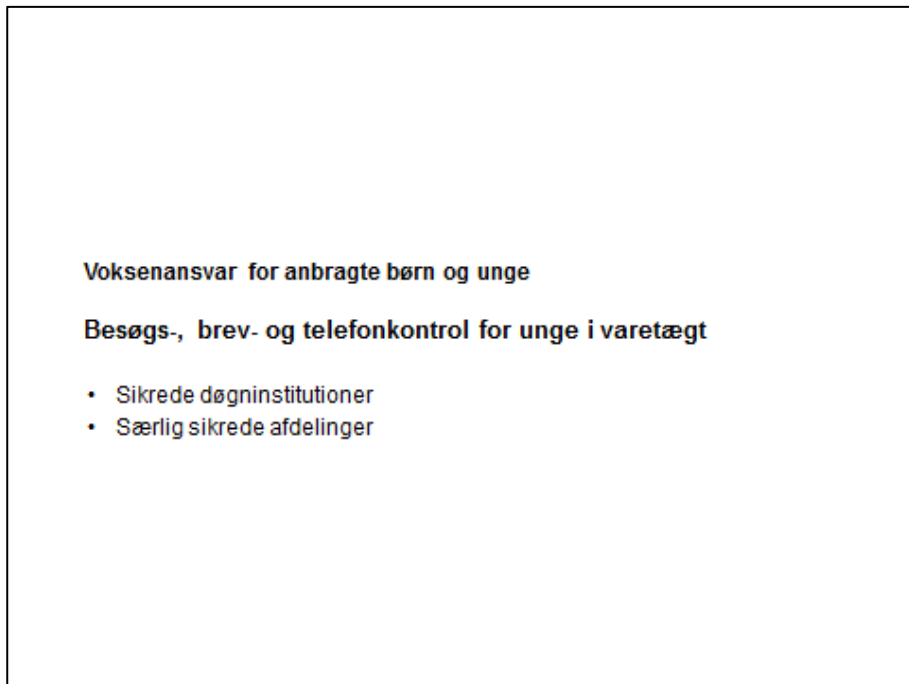 Voksenansvar for anbragte børn og unge
Besøgs-, brev- og telefonkontrol for unge i varetægt
• Sikrede døgninstitutioner
• Særlig sikrede afdelinger